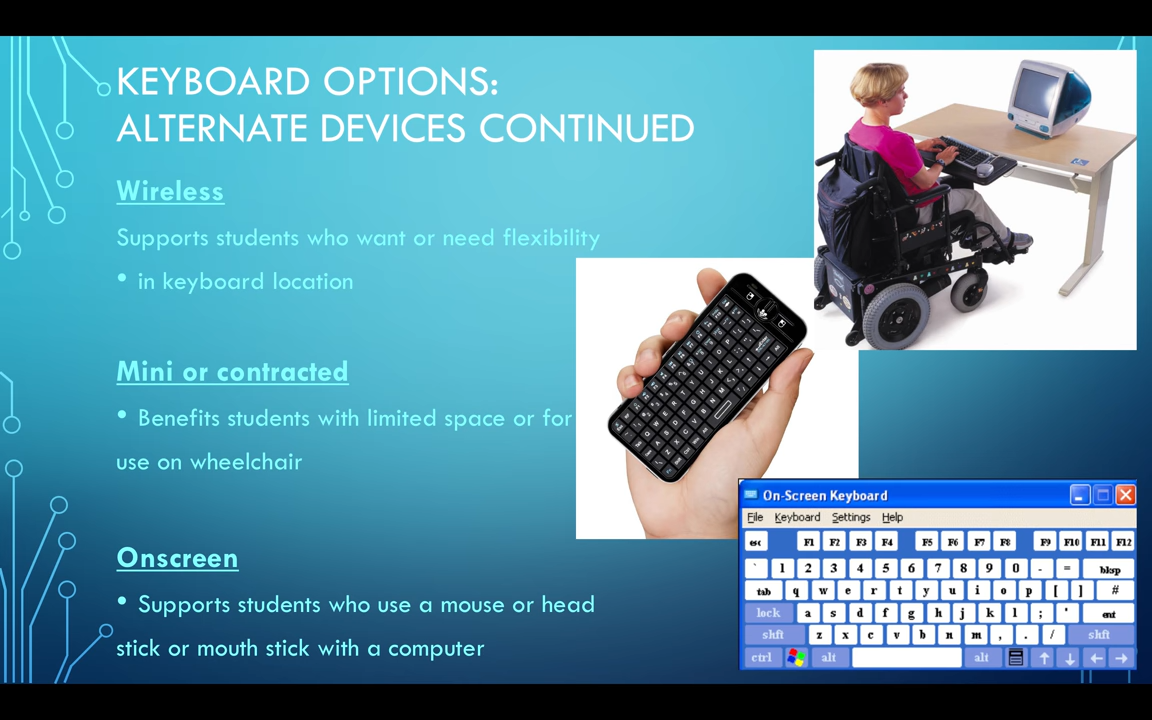 KEYBOARD OPTIONS:
ALTERNATE DEVICES CONTINUED
Wireless
Supports students who want or need flexibility
• in keyboard location
Mini or contracted
• Benefits students with limited space or for
use on wheelchair
Onscreen
• Supports students who use a mouse or head
stick or mouth stick with a computer
On-Screen Keyboard
File Keyboard Settings Help
esc F1 F2 F3 F4 F5 F6 F7 F8 F9 F10 F11 F12
` 1 2 3 4 5 6 7 8 9 0 - = bksp
tab q w e r t y u i o p [ ] #
lock a s d f g h j k l ; ' ent
shft z x c v b n m , . / shft
ctrl alt alt ↑ ↓ ← →